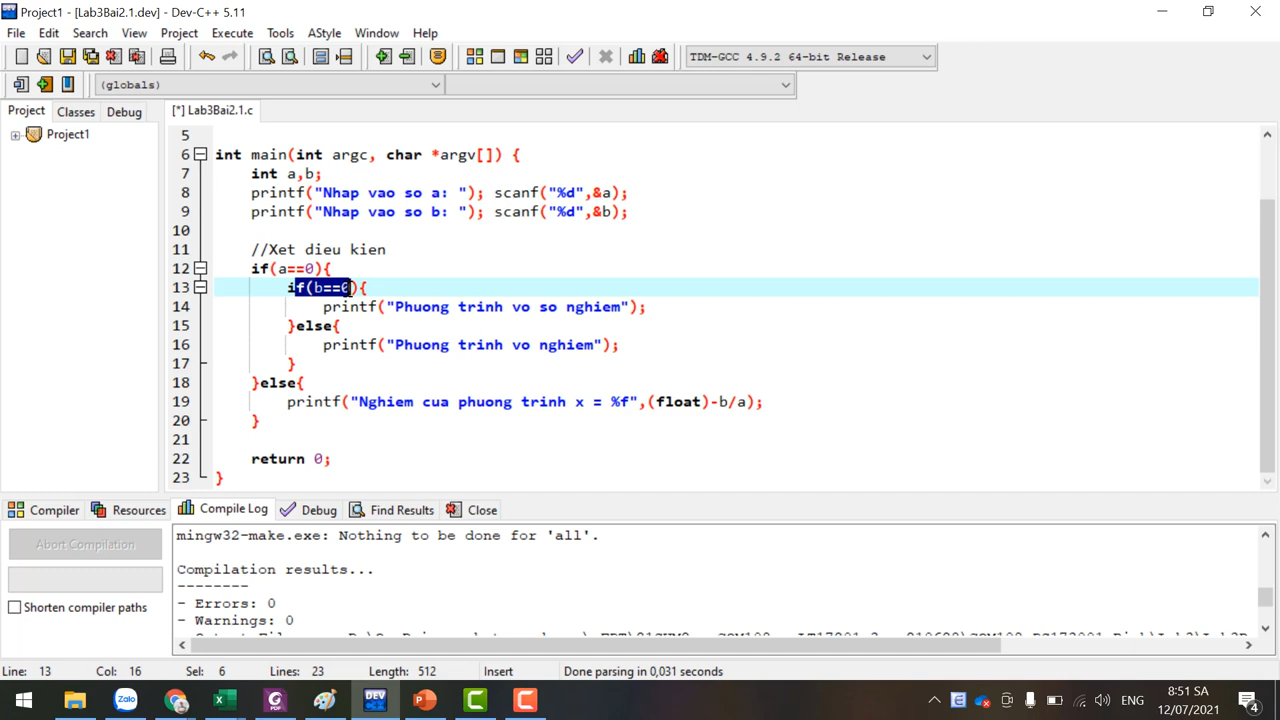 Project1 - [Lab3Bai2.1.dev] - Dev-C++ 5.11
File Edit Search View Project Execute Tools AStyle Window Help
TDM-GCC 4.9.2 64-bit Release
(globals)
Project Classes Debug [*] Lab3Bai2.1.c
Project1
5
6 int main(int argc, char *argv[]) {
7 int a,b;
8 printf("Nhap vao so a: "); scanf("%d",&a);
9 printf("Nhap vao so b: "); scanf("%d",&b);
10
11 //Xet dieu kien
12 if(a==0){
13 if(b==0){
14 printf("Phuong trinh vo so nghiem");
15 }else{
16 printf("Phuong trinh vo nghiem");
17 }
18 }else{
19 printf("Nghiem cua phuong trinh x = %f",(float)-b/a);
20 }
21
22 return 0;
23 }
Compiler Resources Compile Log Debug Find Results Close
Abort Compilation
Shorten compiler paths
mingw32-make.exe: Nothing to be done for 'all'.
Compilation results...
--------
- Errors: 0
- Warnings: 0
Line: 13 Col: 16 Sel: 6 Lines: 23 Length: 512 Insert Done parsing in 0,031 seconds
Zalo
PDF
DEV
ENG
8:51 SA
12/07/2021
4